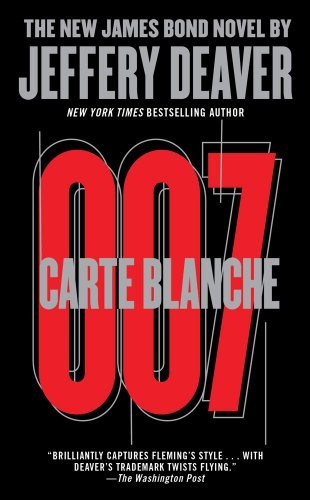 THE NEW JAMES BOND NOVEL BY
JEFFERY DEAVER
NEW YORK TIMES BESTSELLING AUTHOR
007
CARTE BLANCHE
"BRILLIANTLY CAPTURES FLEMING'S STYLE . . . WITH
DEAVER'S TRADEMARK TWISTS FLYING."
—The Washington Post